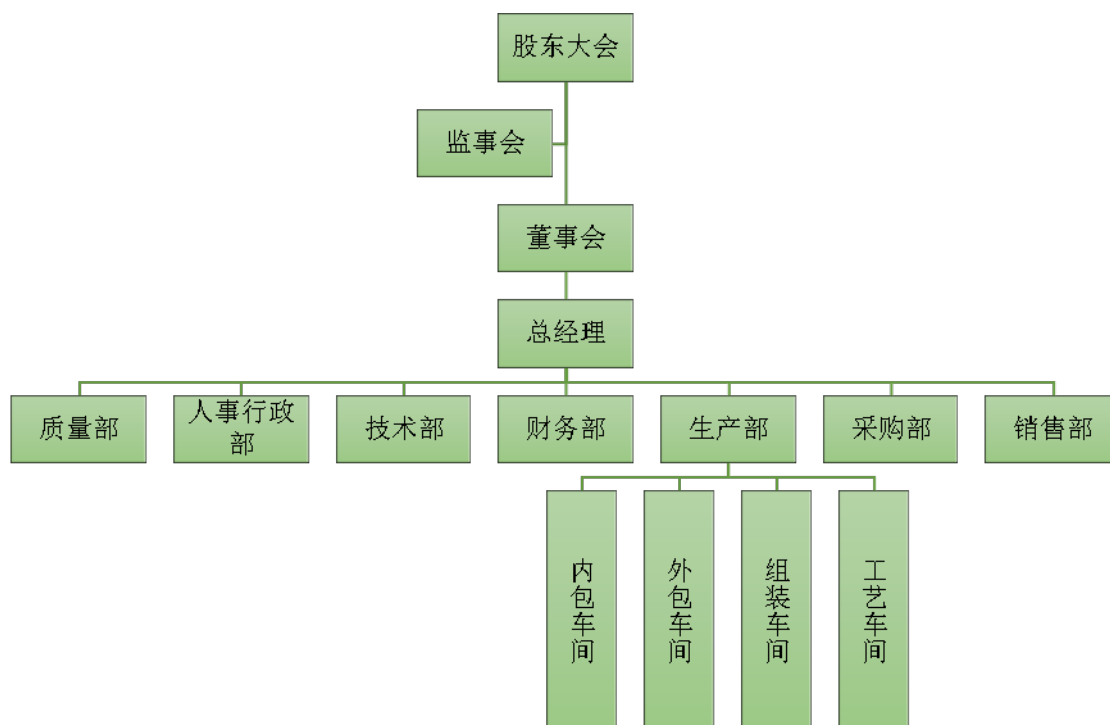 股东大会
监事会
董事会
总经理
质量部
人事行政
部
技术部
财务部
生产部
采购部
销售部
内包车间
外包车间
组装车间
工艺车间